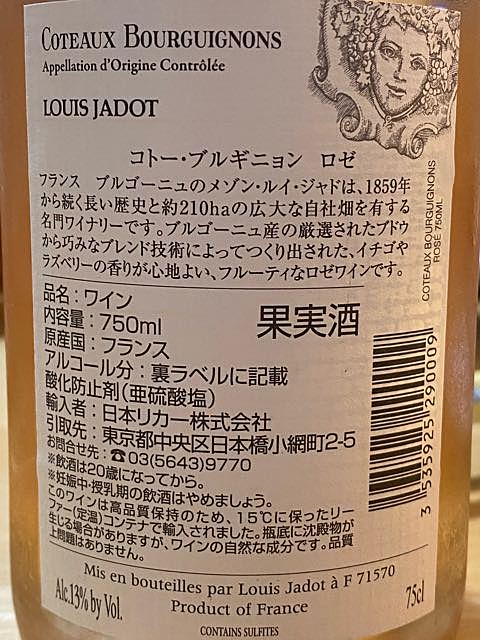 COTEAUX BOURGUIGNONS
Appellation d'Origine Contrôlée
LOUIS JADOT
コトー・ブルギニョン ロゼ
フランス ブルゴーニュのメゾン・ルイ・ジャドは、1859年
から続く長い歴史と約210haの広大な自社畑を有する
名門ワイナリーです。ブルゴーニュ産の厳選されたブドウ
から巧みなブレンド技術によってつくり出された、イチゴや
ラズベリーの香りが心地よい、フルーティなロゼワインです。
品名:ワイン
内容量:750ml
果実酒
原産国:フランス
アルコール分:裏ラベルに記載
酸化防止剤(亜硫酸塩)
輸入者:日本リカー株式会社
引取先:東京都中央区日本橋小網町2-5
お問合せ先:☎03(5643)9770
※飲酒は20歳になってから。
※妊娠中・授乳期の飲酒はやめましょう。
このワインは高品質保持のため、15℃に保ったリー
ファー(定温)コンテナで輸入されました。瓶底に沈殿物が
生じる場合がありますが、ワインの自然な成分です。品質
上問題はありません。
COTEAUX BOURGUIGNONS
ROSÉ 750ML
3 535925 290009
Mis en bouteilles par Louis Jadot à F 71570
Alc.13% by Vol.
Product of France
75cl
CONTAINS SULFITES